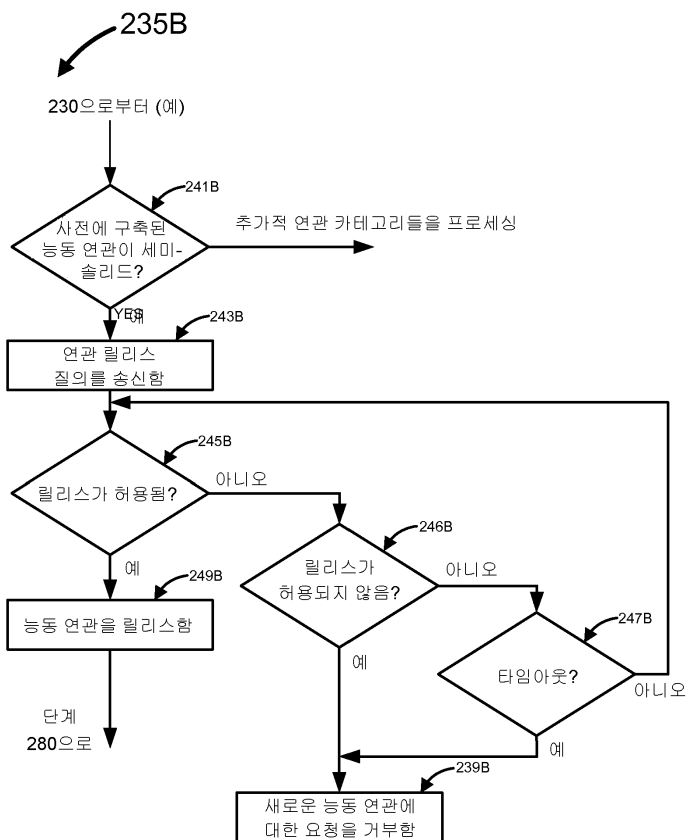 235B
230으로부터 (예)
241B
사전에 구축된
능동 연관이 세미-
솔리드?
추가적 연관 카테고리들을 프로세싱
YES
예
243B
연관 릴리스
질의를 송신함
245B
릴리스가 허용됨?
아니오
246B
릴리스가
허용되지 않음?
아니오
예
249B
능동 연관을 릴리스함
247B
타임아웃?
아니오
예
예
단계
280으로
239B
새로운 능동 연관에
대한 요청을 거부함